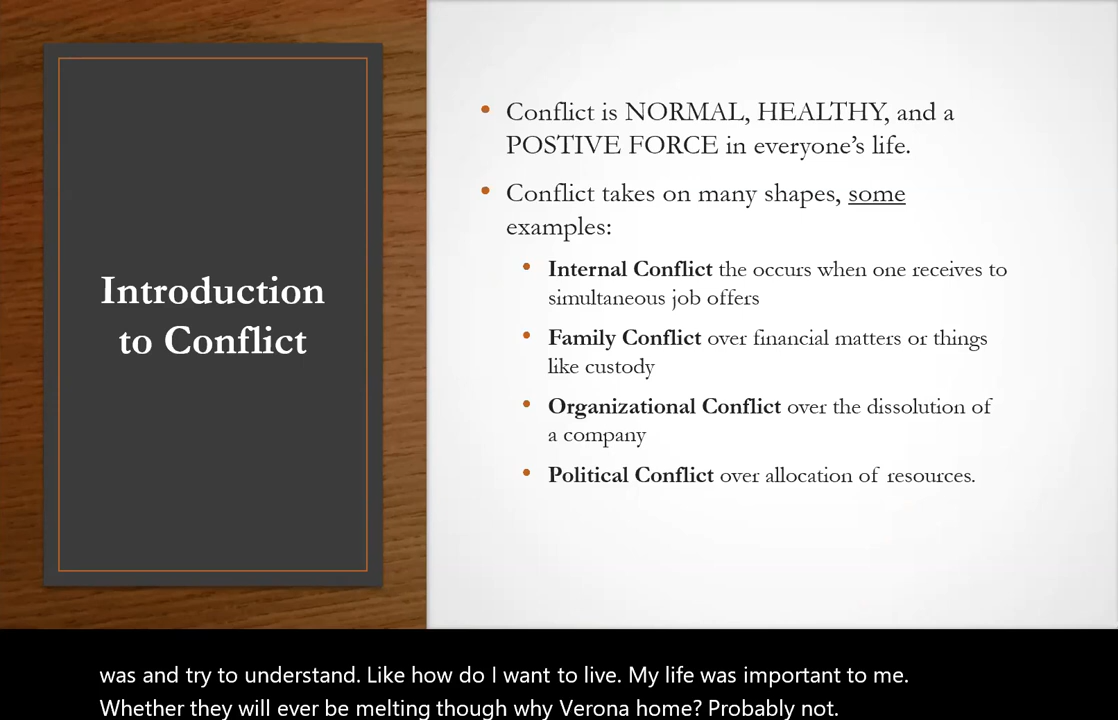 Introduction
to Conflict
• Conflict is NORMAL, HEALTHY, and a
POSTIVE FORCE in everyone's life.
• Conflict takes on many shapes, some
examples:
• Internal Conflict the occurs when one receives to
simultaneous job offers
• Family Conflict over financial matters or things
like custody
• Organizational Conflict over the dissolution of
a company
• Political Conflict over allocation of resources.
was and try to understand. Like how do I want to live. My life was important to me.
Whether they will ever be melting though why Verona home? Probably not.